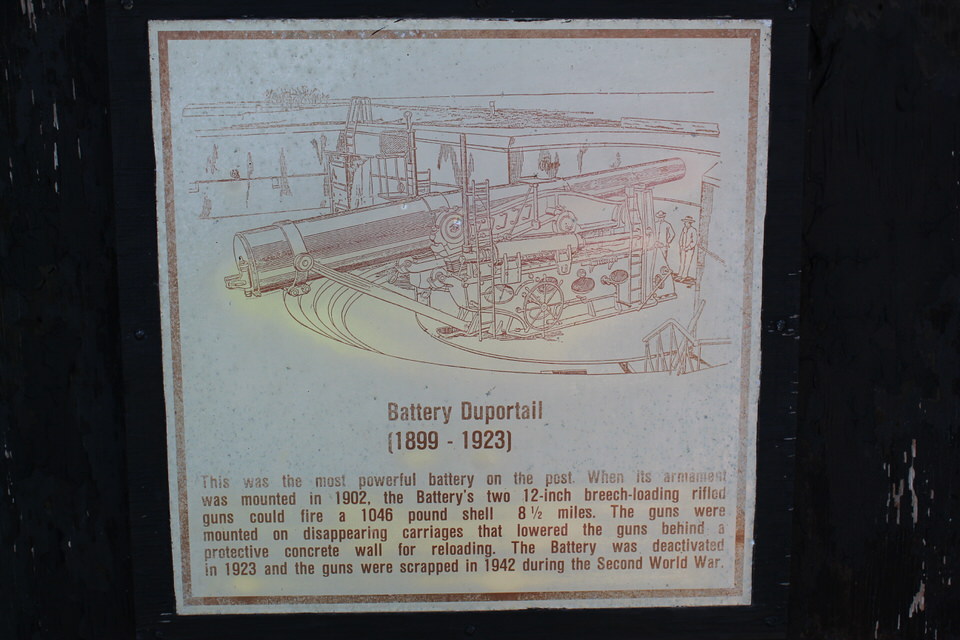 Battery Duportail
(1899 - 1923)
This was the most powerful battery on the post. When its armament
was mounted in 1902, the Battery's two 12-inch breech-loading rifled
guns could fire a 1046 pound shell 8 ½ miles. The guns were
mounted on disappearing carriages that lowered the guns behind a
protective concrete wall for reloading. The Battery was deactivated
in 1923 and the guns were scrapped in 1942 during the Second World War.